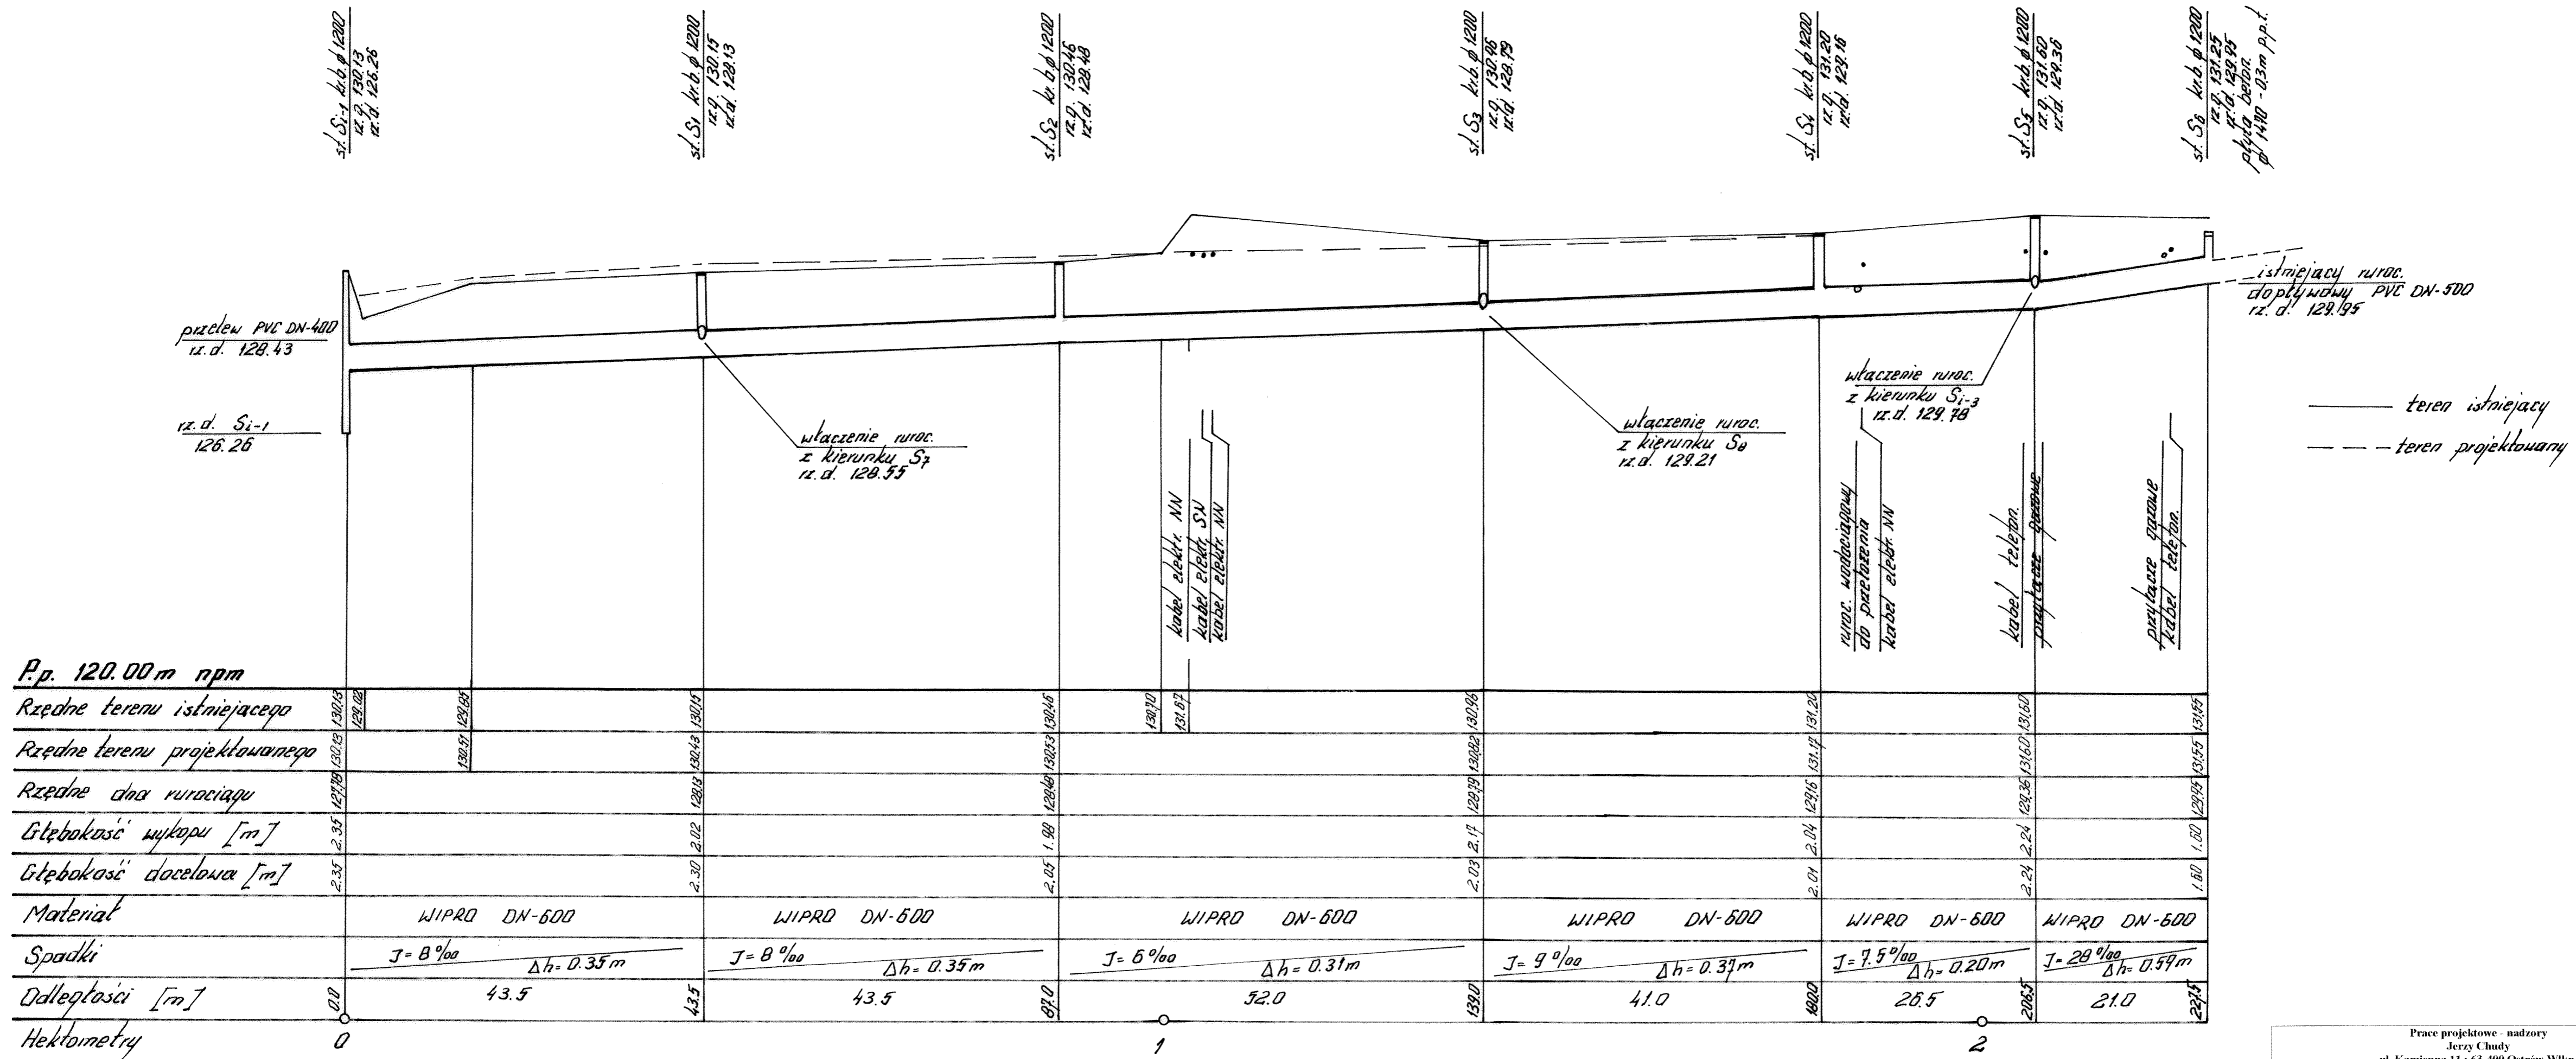 st. Si-1 kr.b. ø 1200
rz.g. 130.13
rz.d. 126.26
st. S1 kr.b. ø 1200
rz.g. 130.15
rz.d. 128.13
st. S2 kr.b. ø 1200
rz.g. 130.46
rz.d. 128.48
st. S3 kr.b. ø 1200
rz.g. 130.96
rz.d. 128.79
st. S4 kr.b. ø 1200
rz.g. 131.20
rz.d. 129.16
st. S5 kr.b. ø 1200
rz.g. 131.60
rz.d. 129.36
st. S6 kr.b. ø 1200
rz.g. 131.25
rz.d. 129.95
płyta beton.
ø 1470 - 0,3m p.p.t.
przelew PVC DN-400
rz.d. 128.43
rz.d. Si-1
126.26
włączenie ruroc.
z kierunku S7
rz.d. 128.55
włączenie ruroc.
z kierunku S8
rz.d. 129.21
włączenie ruroc.
z kierunku Si-3
rz.d. 129.78
istniejący ruroc.
dopływowy PVC DN-500
rz.d. 129.95
teren istniejący
teren projektowany
kabel elektr. NN
kabel elektr. SN
kabel elektr. NN
ruroc. wodociągowy
do przełożenia
kabel elektr. NN
kabel telefon.
przyłącze gazowe
przyłącze gazowe
kabel telefon.
P.p. 120.00m npm
Rzędne terenu istniejącego 130.13 129.02 129.85 130.15 130.46 130.70 131.67 130.96 131.20 131.60 131.55
Rzędne terenu projektowanego 130.13 130.51 130.43 130.53 130.82 131.17 131.60 131.55
Rzędne dna rurociągu 127.78 128.13 128.48 128.79 129.16 129.36 129.95
Głębokość wykopu [m] 2.35 2.02 1.98 2.17 2.04 2.24 1.60
Głębokość docelowa [m] 2.35 2.30 2.05 2.03 2.01 2.24 1.60
Materiał WIPRO DN-600 WIPRO DN-600 WIPRO DN-600 WIPRO DN-600 WIPRO DN-600 WIPRO DN-600
Spadki J=8‰ Δh=0.35m J=8‰ Δh=0.35m J=6‰ Δh=0.31m J=9‰ Δh=0.37m J=7.5‰ Δh=0.20m J=28‰ Δh=0.59m
Odległości [m] 0.0 43.5 43.5 43.5 87.0 52.0 139.0 41.0 180.0 26.5 206.5 21.0 227.5
Hektometry 0 1 2
Prace projektowe - nadzory
Jerzy Chudy